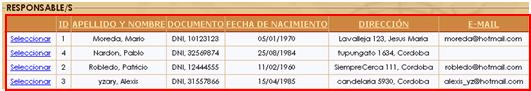 RESPONSABLE/S
ID APELLIDO Y NOMBRE DOCUMENTO FECHA DE NACIMIENTO DIRECCIÓN E-MAIL
Seleccionar 1 Moreda, Mario DNI, 10123123 05/01/1970 Lavalleja 123, Jesus Maria moreda@hotmail.com
Seleccionar 4 Nardon, Pablo DNI, 32569874 25/08/1984 tupungato 1634, Cordoba
Seleccionar 2 Robledo, Patricio DNI, 12444555 11/02/1960 SiempreCerca 111, Cordoba robledo@hotmail.com
Seleccionar 3 yzary, Alexis DNI, 31557866 15/04/1985 candelaria 5930, Cordoba alexis_yz@hotmail.com